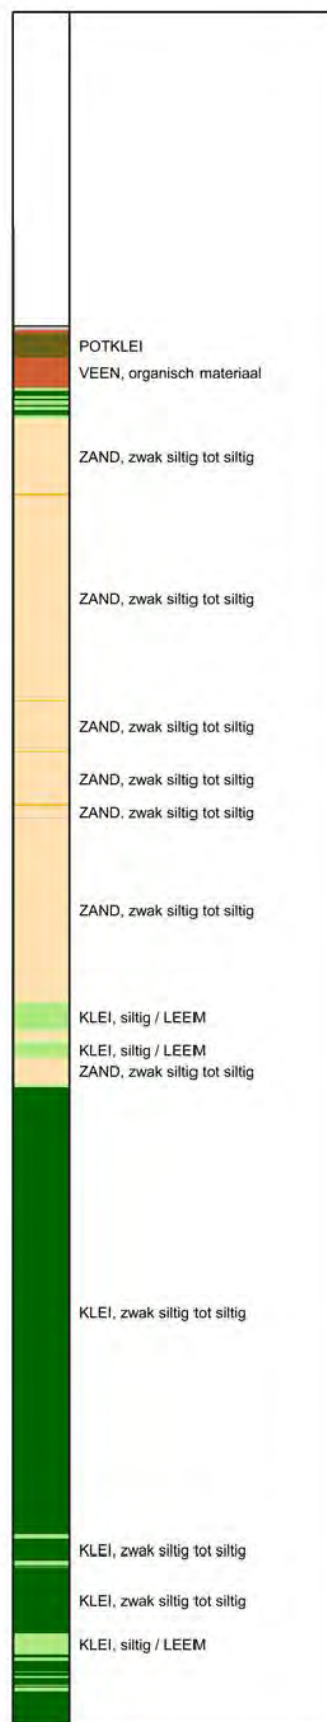 POTKLEI
VEEN, organisch materiaal
ZAND, zwak siltig tot siltig
ZAND, zwak siltig tot siltig
ZAND, zwak siltig tot siltig
ZAND, zwak siltig tot siltig
ZAND, zwak siltig tot siltig
ZAND, zwak siltig tot siltig
KLEI, siltig / LEEM
KLEI, siltig / LEEM
ZAND, zwak siltig tot siltig
KLEI, zwak siltig tot siltig
KLEI, zwak siltig tot siltig
KLEI, zwak siltig tot siltig
KLEI, siltig / LEEM